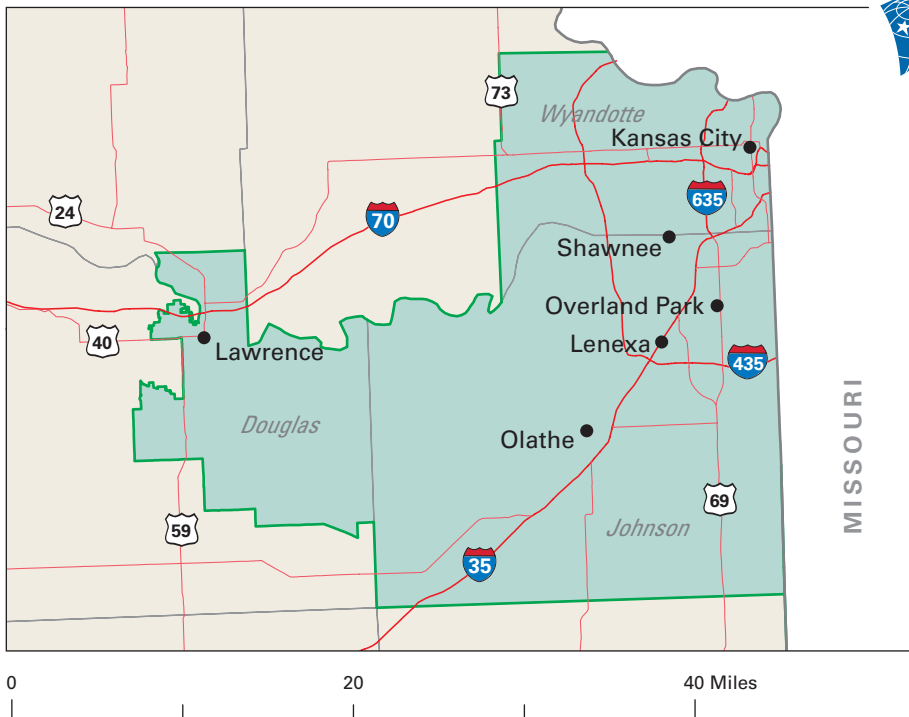 73
Wyandotte
Kansas City
635
24
70
Shawnee
Overland Park
40
Lawrence
Lenexa
435
Douglas
Olathe
MISSOURI
69
59
Johnson
35
0 20 40 Miles